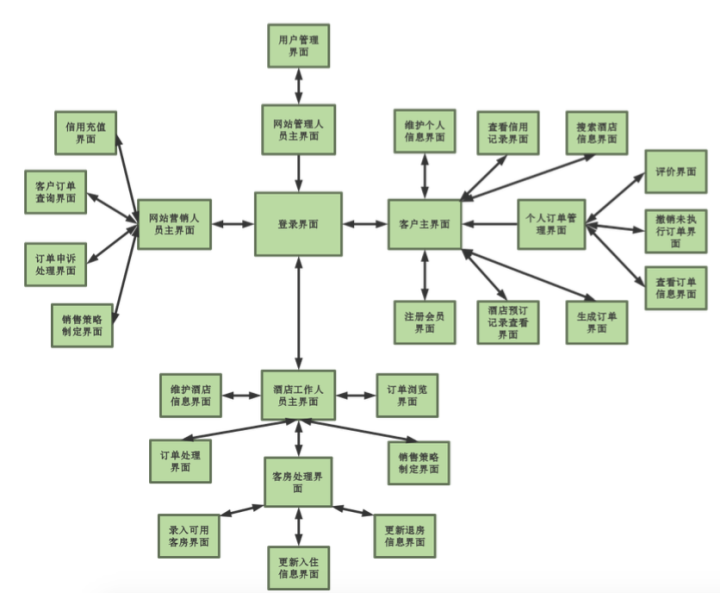 用户管理
界面
网站管理人
员主界面
信用充值
界面
客户订单
查询界面
订单申诉
处理界面
销售策略
制定界面
网站营销人
员主界面
登录界面
客户主界面
维护个人
信息界面
查看信用
记录界面
搜素酒店
信息界面
个人订单管
理界面
评价界面
撤销未执
行订单界
面
查看订单
信息界面
注册会员
界面
酒店预订
记录查看
界面
生成订单
界面
维护酒店
信息界面
酒店工作人
员主界面
订单浏览
界面
订单处理
界面
客房处理界
面
销售策略
制定界面
录入可用
客房界面
更新入住
信息界面
更新退房
信息界面